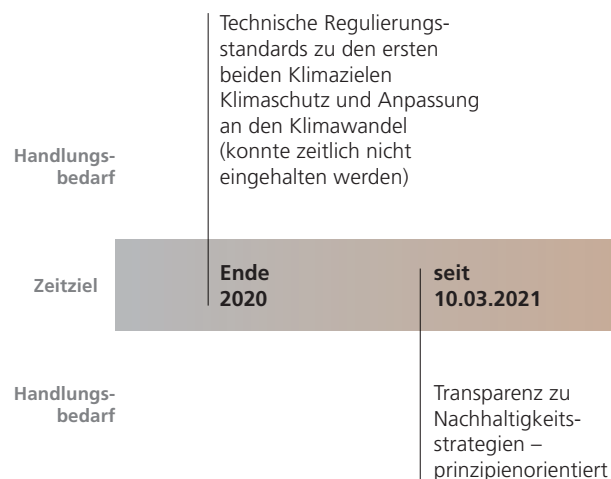 Technische Regulierungs-
standards zu den ersten
beiden Klimazielen
Klimaschutz und Anpassung
an den Klimawandel
(konnte zeitlich nicht
eingehalten werden)
Handlungs-
bedarf
Zeitziel
Ende
2020
seit
10.03.2021
Handlungs-
bedarf
Transparenz zu
Nachhaltigkeits-
strategien –
prinzipienorientiert